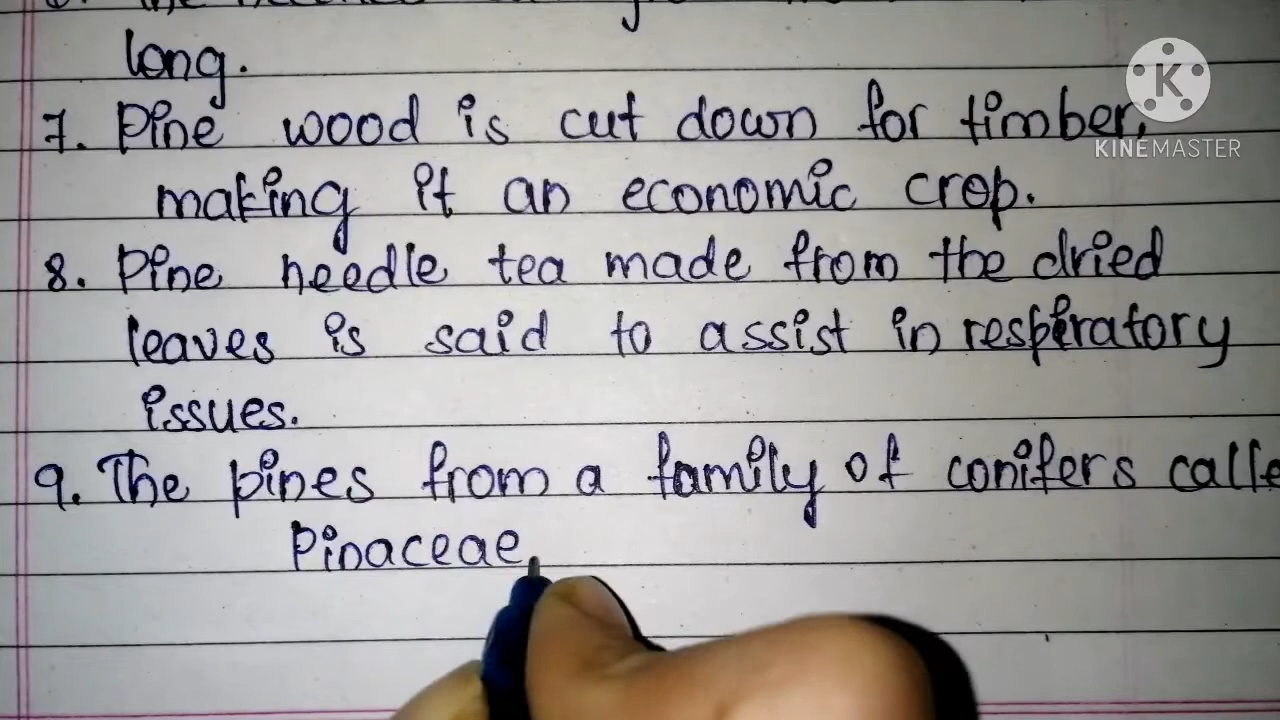 long.
7. Pine wood is cut down for timber,
making it an economic crop.
8. Pine needle tea made from the dried
leaves is said to assist in respiratory
issues.
9. The pines from a family of conifers calle
Pinaceae.
K
KINEMASTER